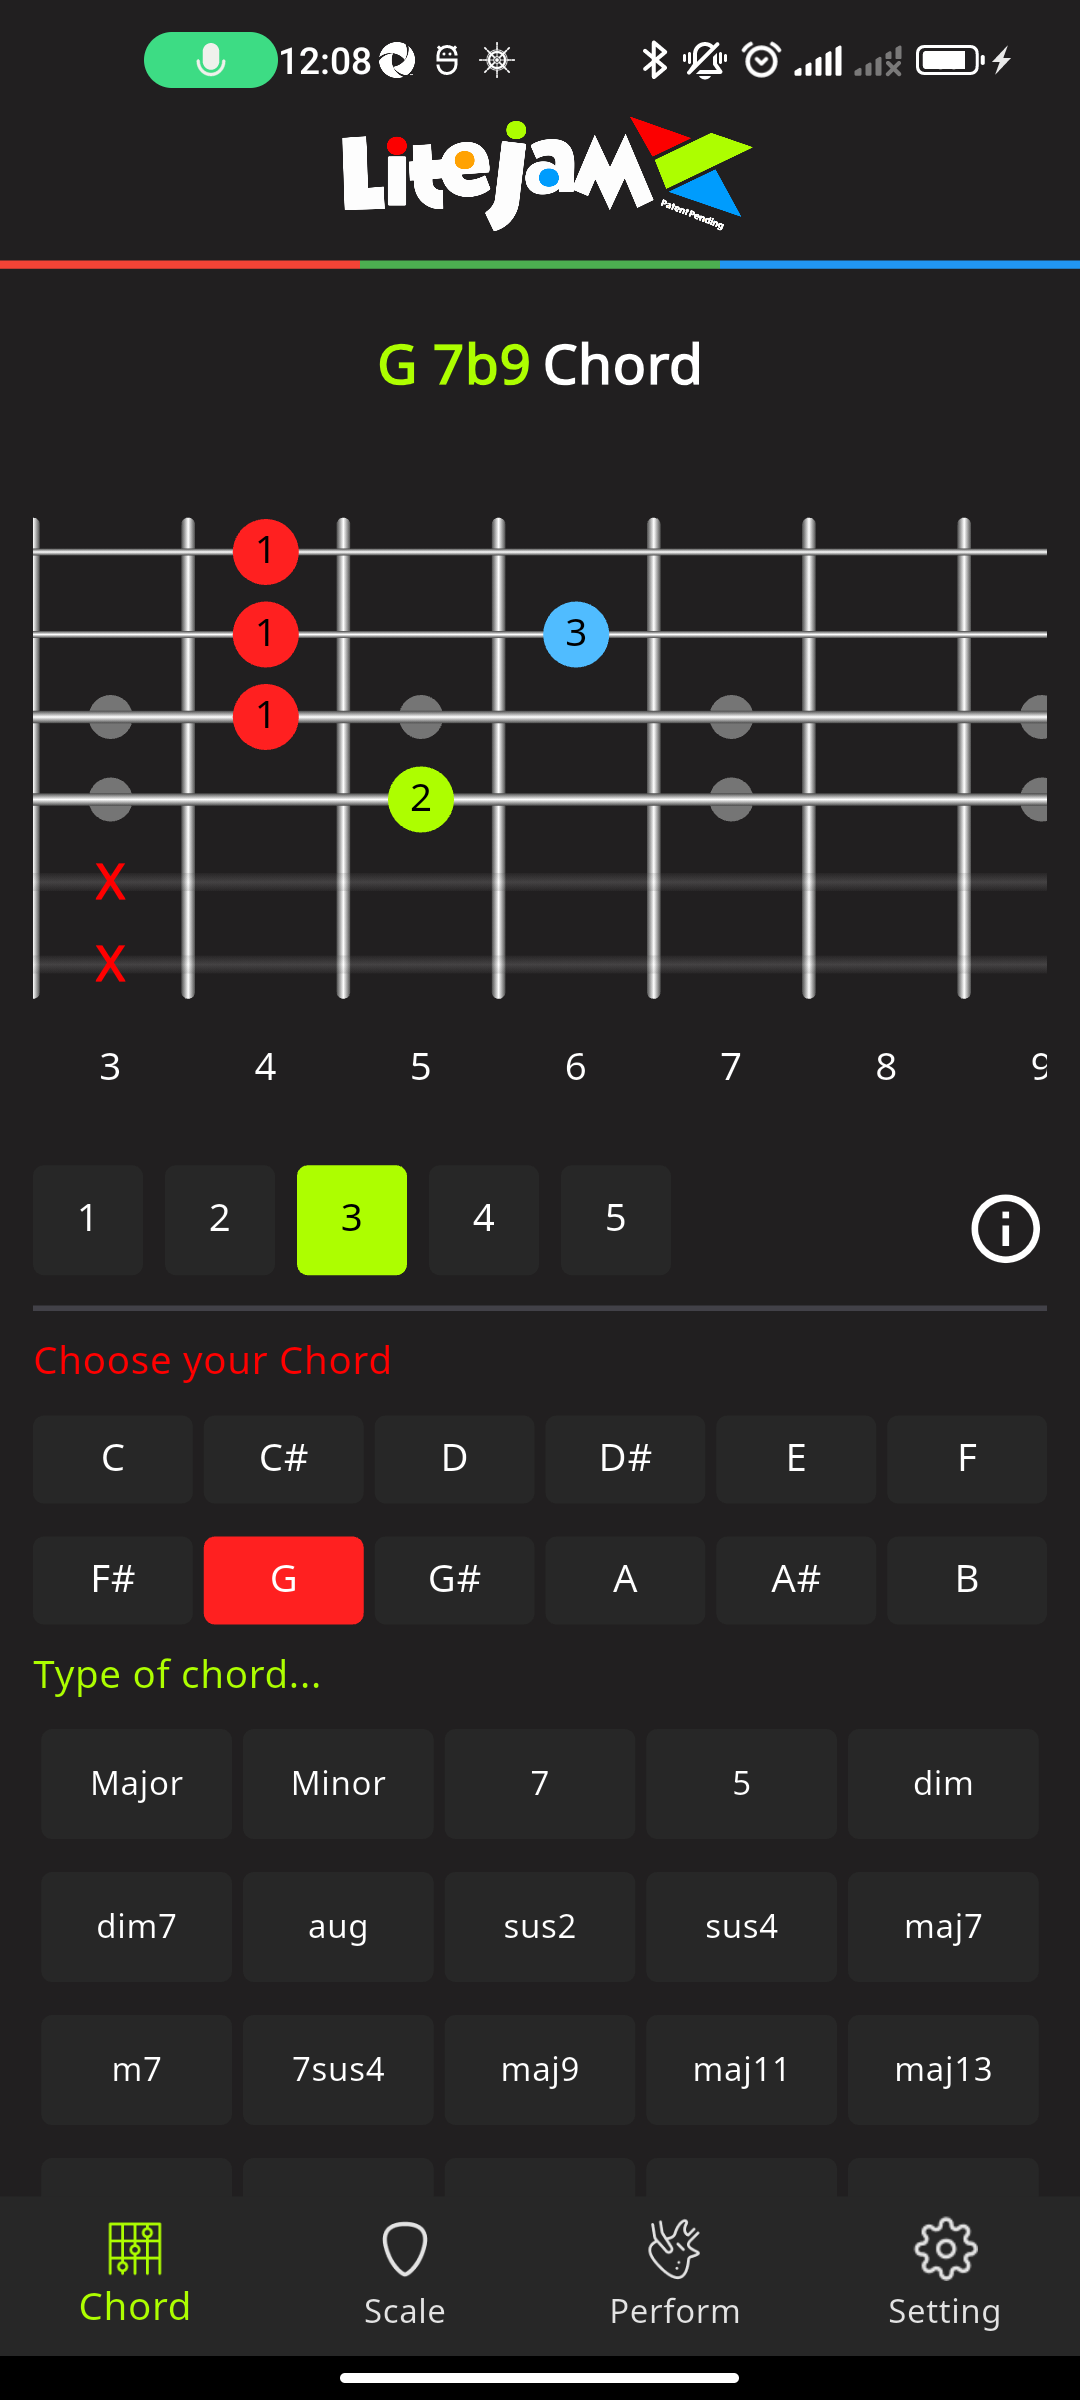 12:08
Litejam
Patent Pending
G 7b9 Chord
1
1 3
1
2
X
X
3 4 5 6 7 8 9
1 2 3 4 5
Choose your Chord
C C# D D# E F
F# G G# A A# B
Type of chord...
Major Minor 7 5 dim
dim7 aug sus2 sus4 maj7
m7 7sus4 maj9 maj11 maj13
Chord Scale Perform Setting